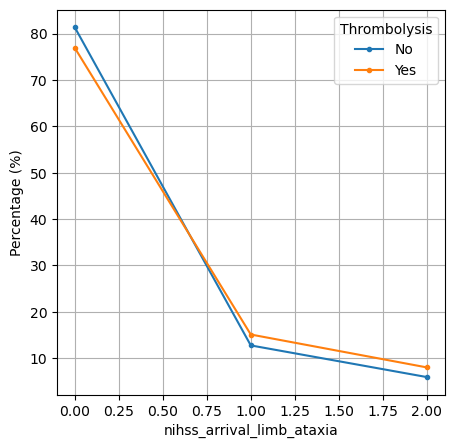 Thrombolysis
No
Yes
Percentage (%)
80
70
60
50
40
30
20
10
0.00 0.25 0.50 0.75 1.00 1.25 1.50 1.75 2.00
nihss_arrival_limb_ataxia